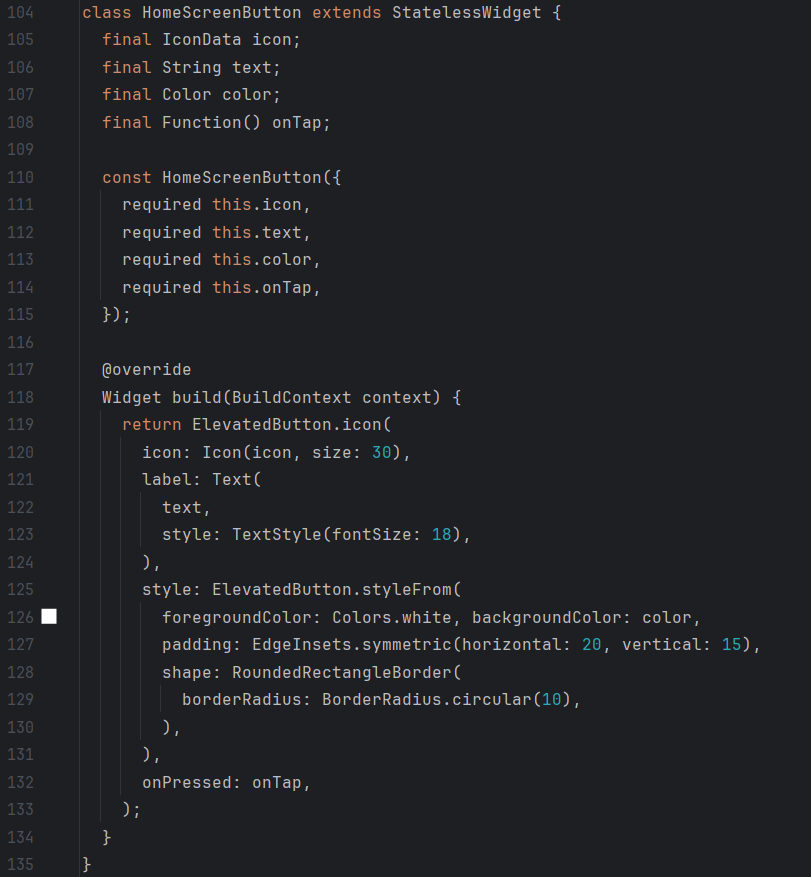 104 class HomeScreenButton extends StatelessWidget {
105   final IconData icon;
106   final String text;
107   final Color color;
108   final Function() onTap;
109
110   const HomeScreenButton({
111     required this.icon,
112     required this.text,
113     required this.color,
114     required this.onTap,
115   });
116
117   @override
118   Widget build(BuildContext context) {
119     return ElevatedButton.icon(
120       icon: Icon(icon, size: 30),
121       label: Text(
122         text,
123         style: TextStyle(fontSize: 18),
124       ),
125       style: ElevatedButton.styleFrom(
126         foregroundColor: Colors.white, backgroundColor: color,
127         padding: EdgeInsets.symmetric(horizontal: 20, vertical: 15),
128         shape: RoundedRectangleBorder(
129           borderRadius: BorderRadius.circular(10),
130         ),
131       ),
132       onPressed: onTap,
133     );
134   }
135 }